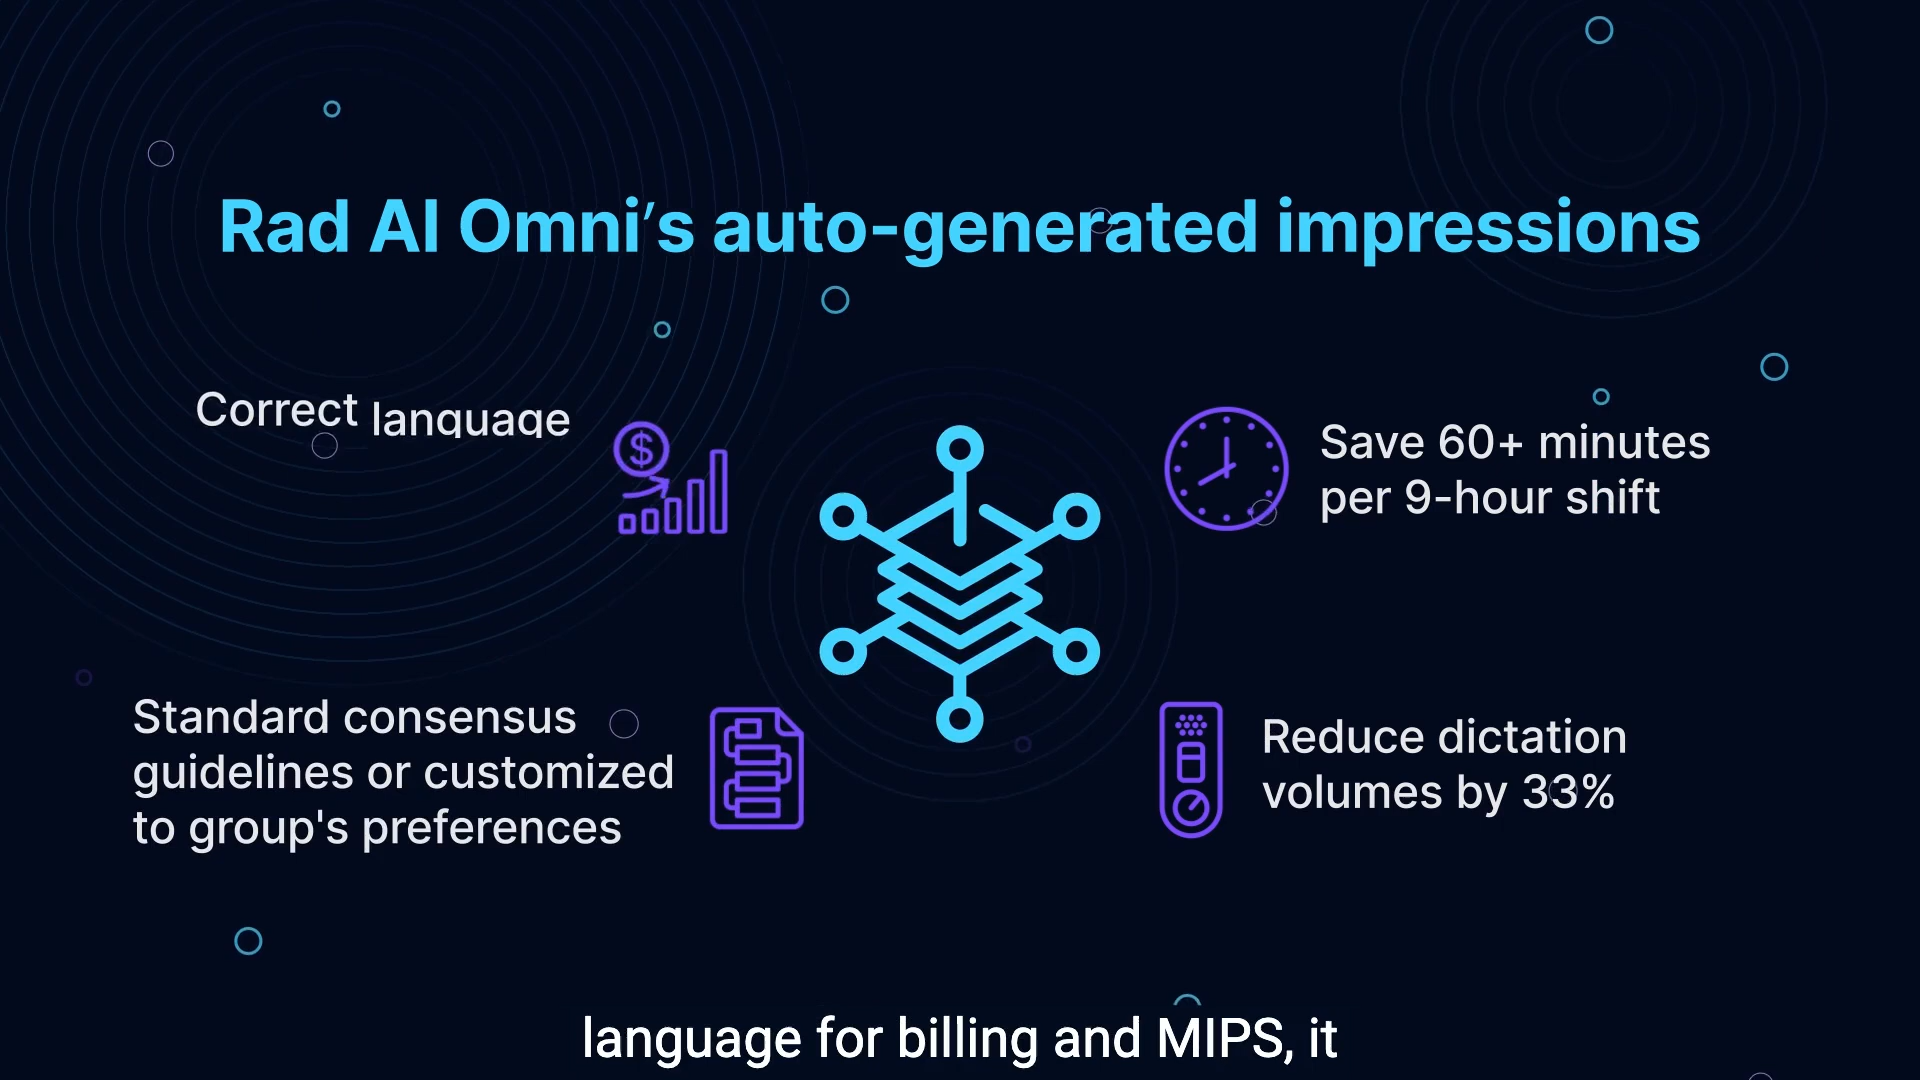 Rad AI Omni’s auto-generated impressions
Correct language
Save 60+ minutes
per 9-hour shift
Standard consensus
guidelines or customized
to group's preferences
Reduce dictation
volumes by 33%
language for billing and MIPS, it